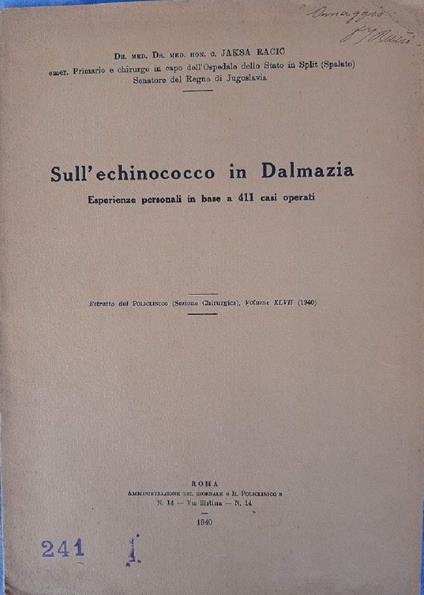 Omaggio
Dr. med. Dr. med. hon. c. JAKSA RACIC
emer. Primario e chirurgo in capo dell'Ospedale dello Stato in Split (Spalato)
Senatore del Regno di Jugoslavia
Sull'echinococco in Dalmazia
Esperienze personali in base a 411 casi operati
Estratto dal Policlinico (Sezione Chirurgica), Volume XLVII (1940)
ROMA
Amministrazione del giornale « Il Policlinico »
N. 14 — Via Sistina — N. 14
1940
241 1